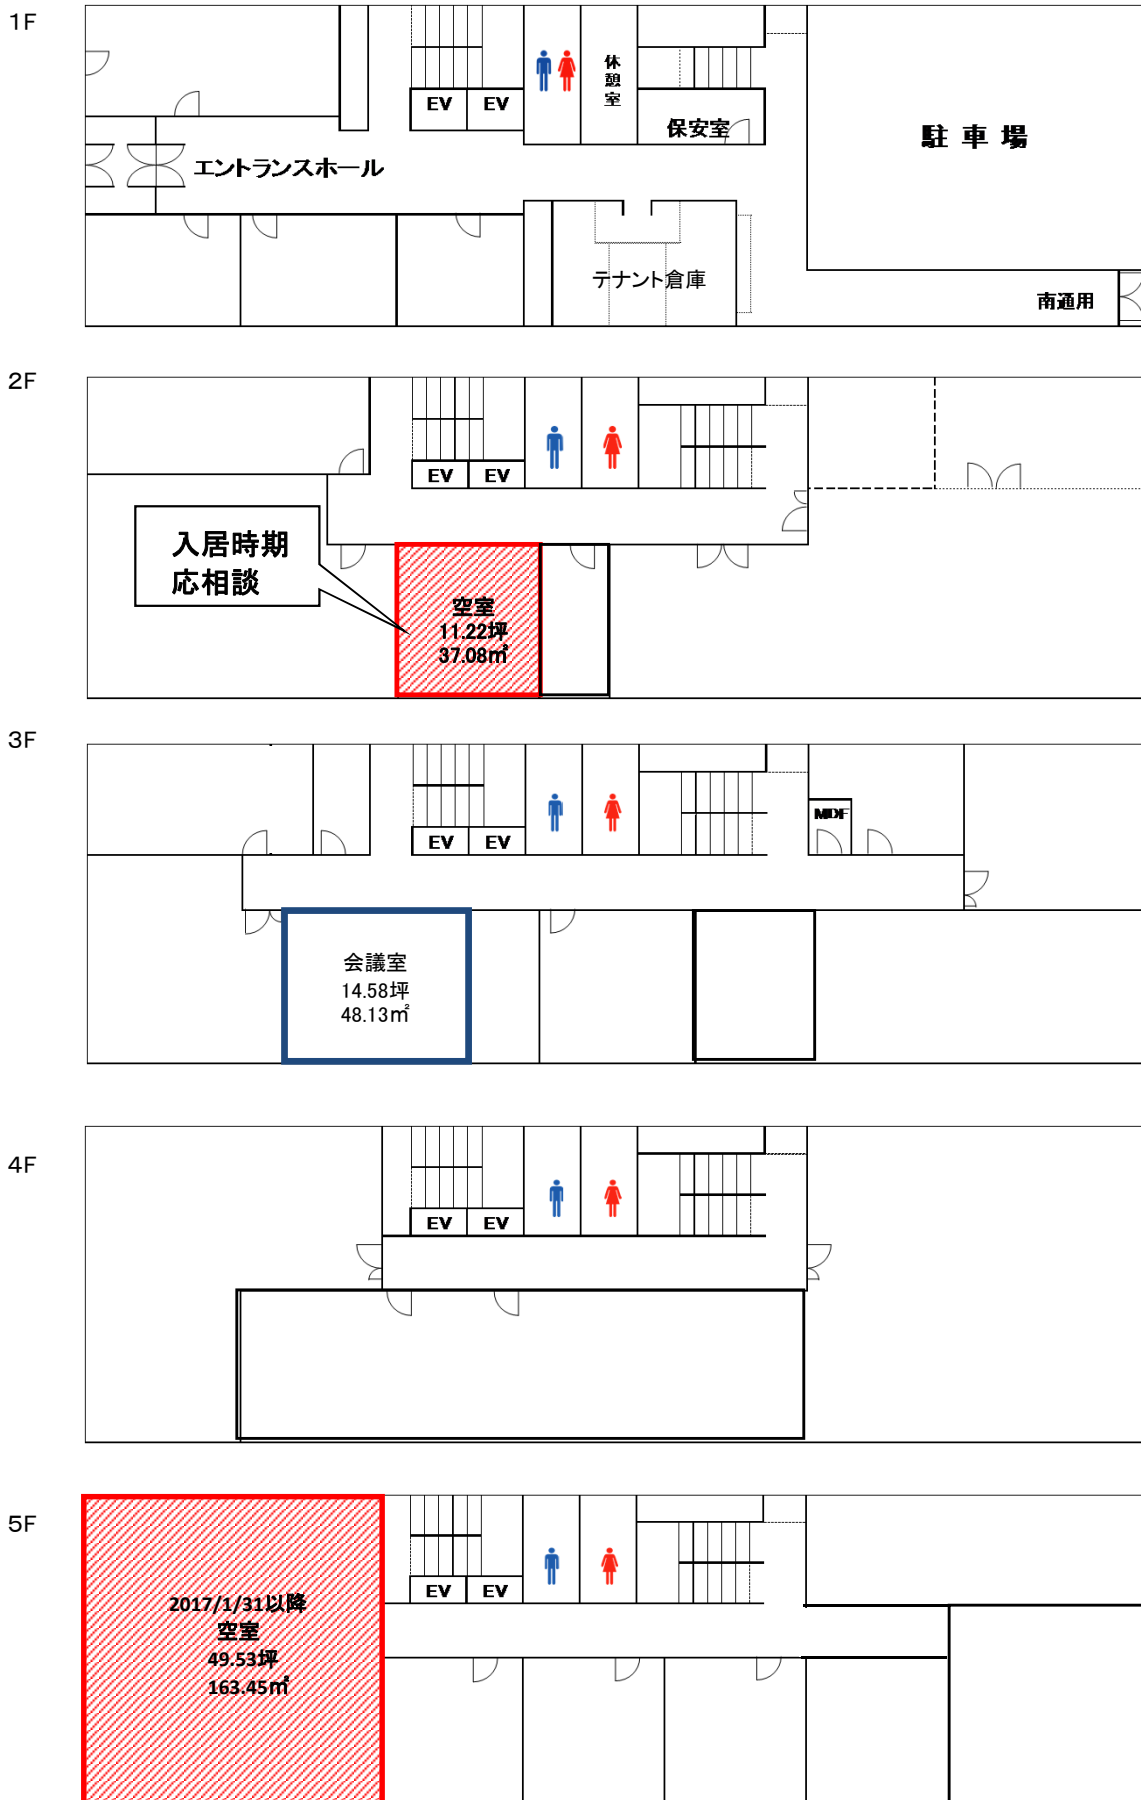 1F
休憩室
EV
EV
保安室
駐車場
エントランスホール
テナント倉庫
南通用
2F
EV
EV
入居時期
応相談
空室
11.22坪
37.08㎡
3F
MDF
EV
EV
会議室
14.58坪
48.13㎡
4F
EV
EV
5F
EV
EV
2017/1/31以降
空室
49.53坪
163.45㎡